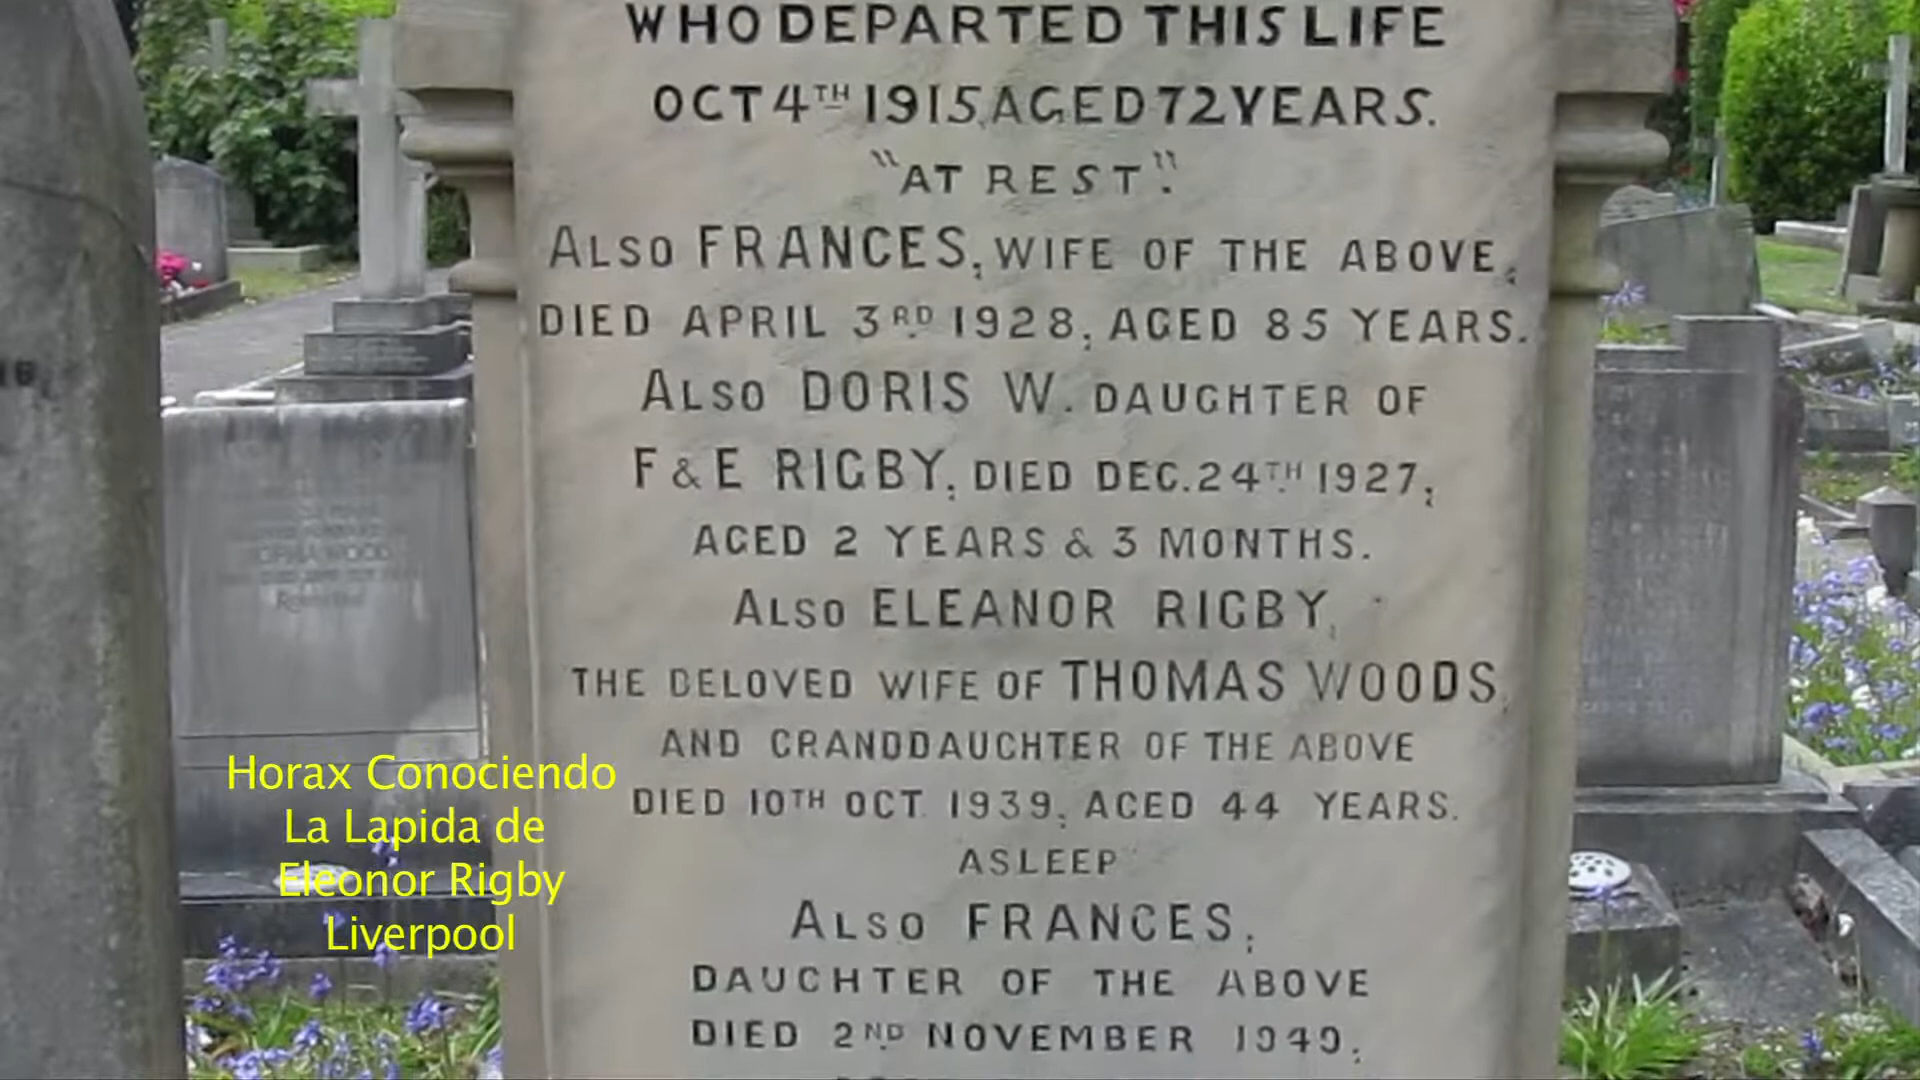 WHO DEPARTED THIS LIFE
OCT 4TH 1915, AGED 72 YEARS.
"AT REST".
ALSO FRANCES, WIFE OF THE ABOVE,
DIED APRIL 3RD 1928, AGED 85 YEARS.
ALSO DORIS W. DAUGHTER OF
F & E RIGBY, DIED DEC. 24TH 1927,
AGED 2 YEARS & 3 MONTHS.
ALSO ELEANOR RIGBY,
THE BELOVED WIFE OF THOMAS WOODS,
AND GRANDDAUGHTER OF THE ABOVE
DIED 10TH OCT. 1939, AGED 44 YEARS.
ASLEEP
ALSO FRANCES,
DAUGHTER OF THE ABOVE
DIED 2ND NOVEMBER 1949,
Horax Conociendo
La Lapida de
Eleonor Rigby
Liverpool